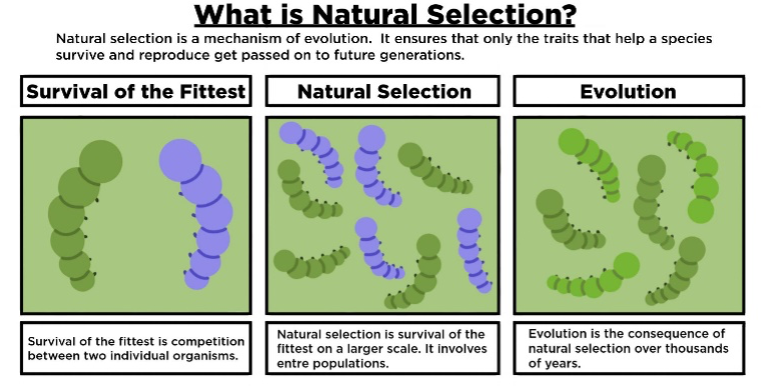 What is Natural Selection?
Natural selection is a mechanism of evolution. It ensures that only the traits that help a species
survive and reproduce get passed on to future generations.
Survival of the Fittest
Natural Selection
Evolution
Survival of the fittest is competition
between two individual organisms.
Natural selection is survival of the
fittest on a larger scale. It involves
entre populations.
Evolution is the consequence of
natural selection over thousands
of years.